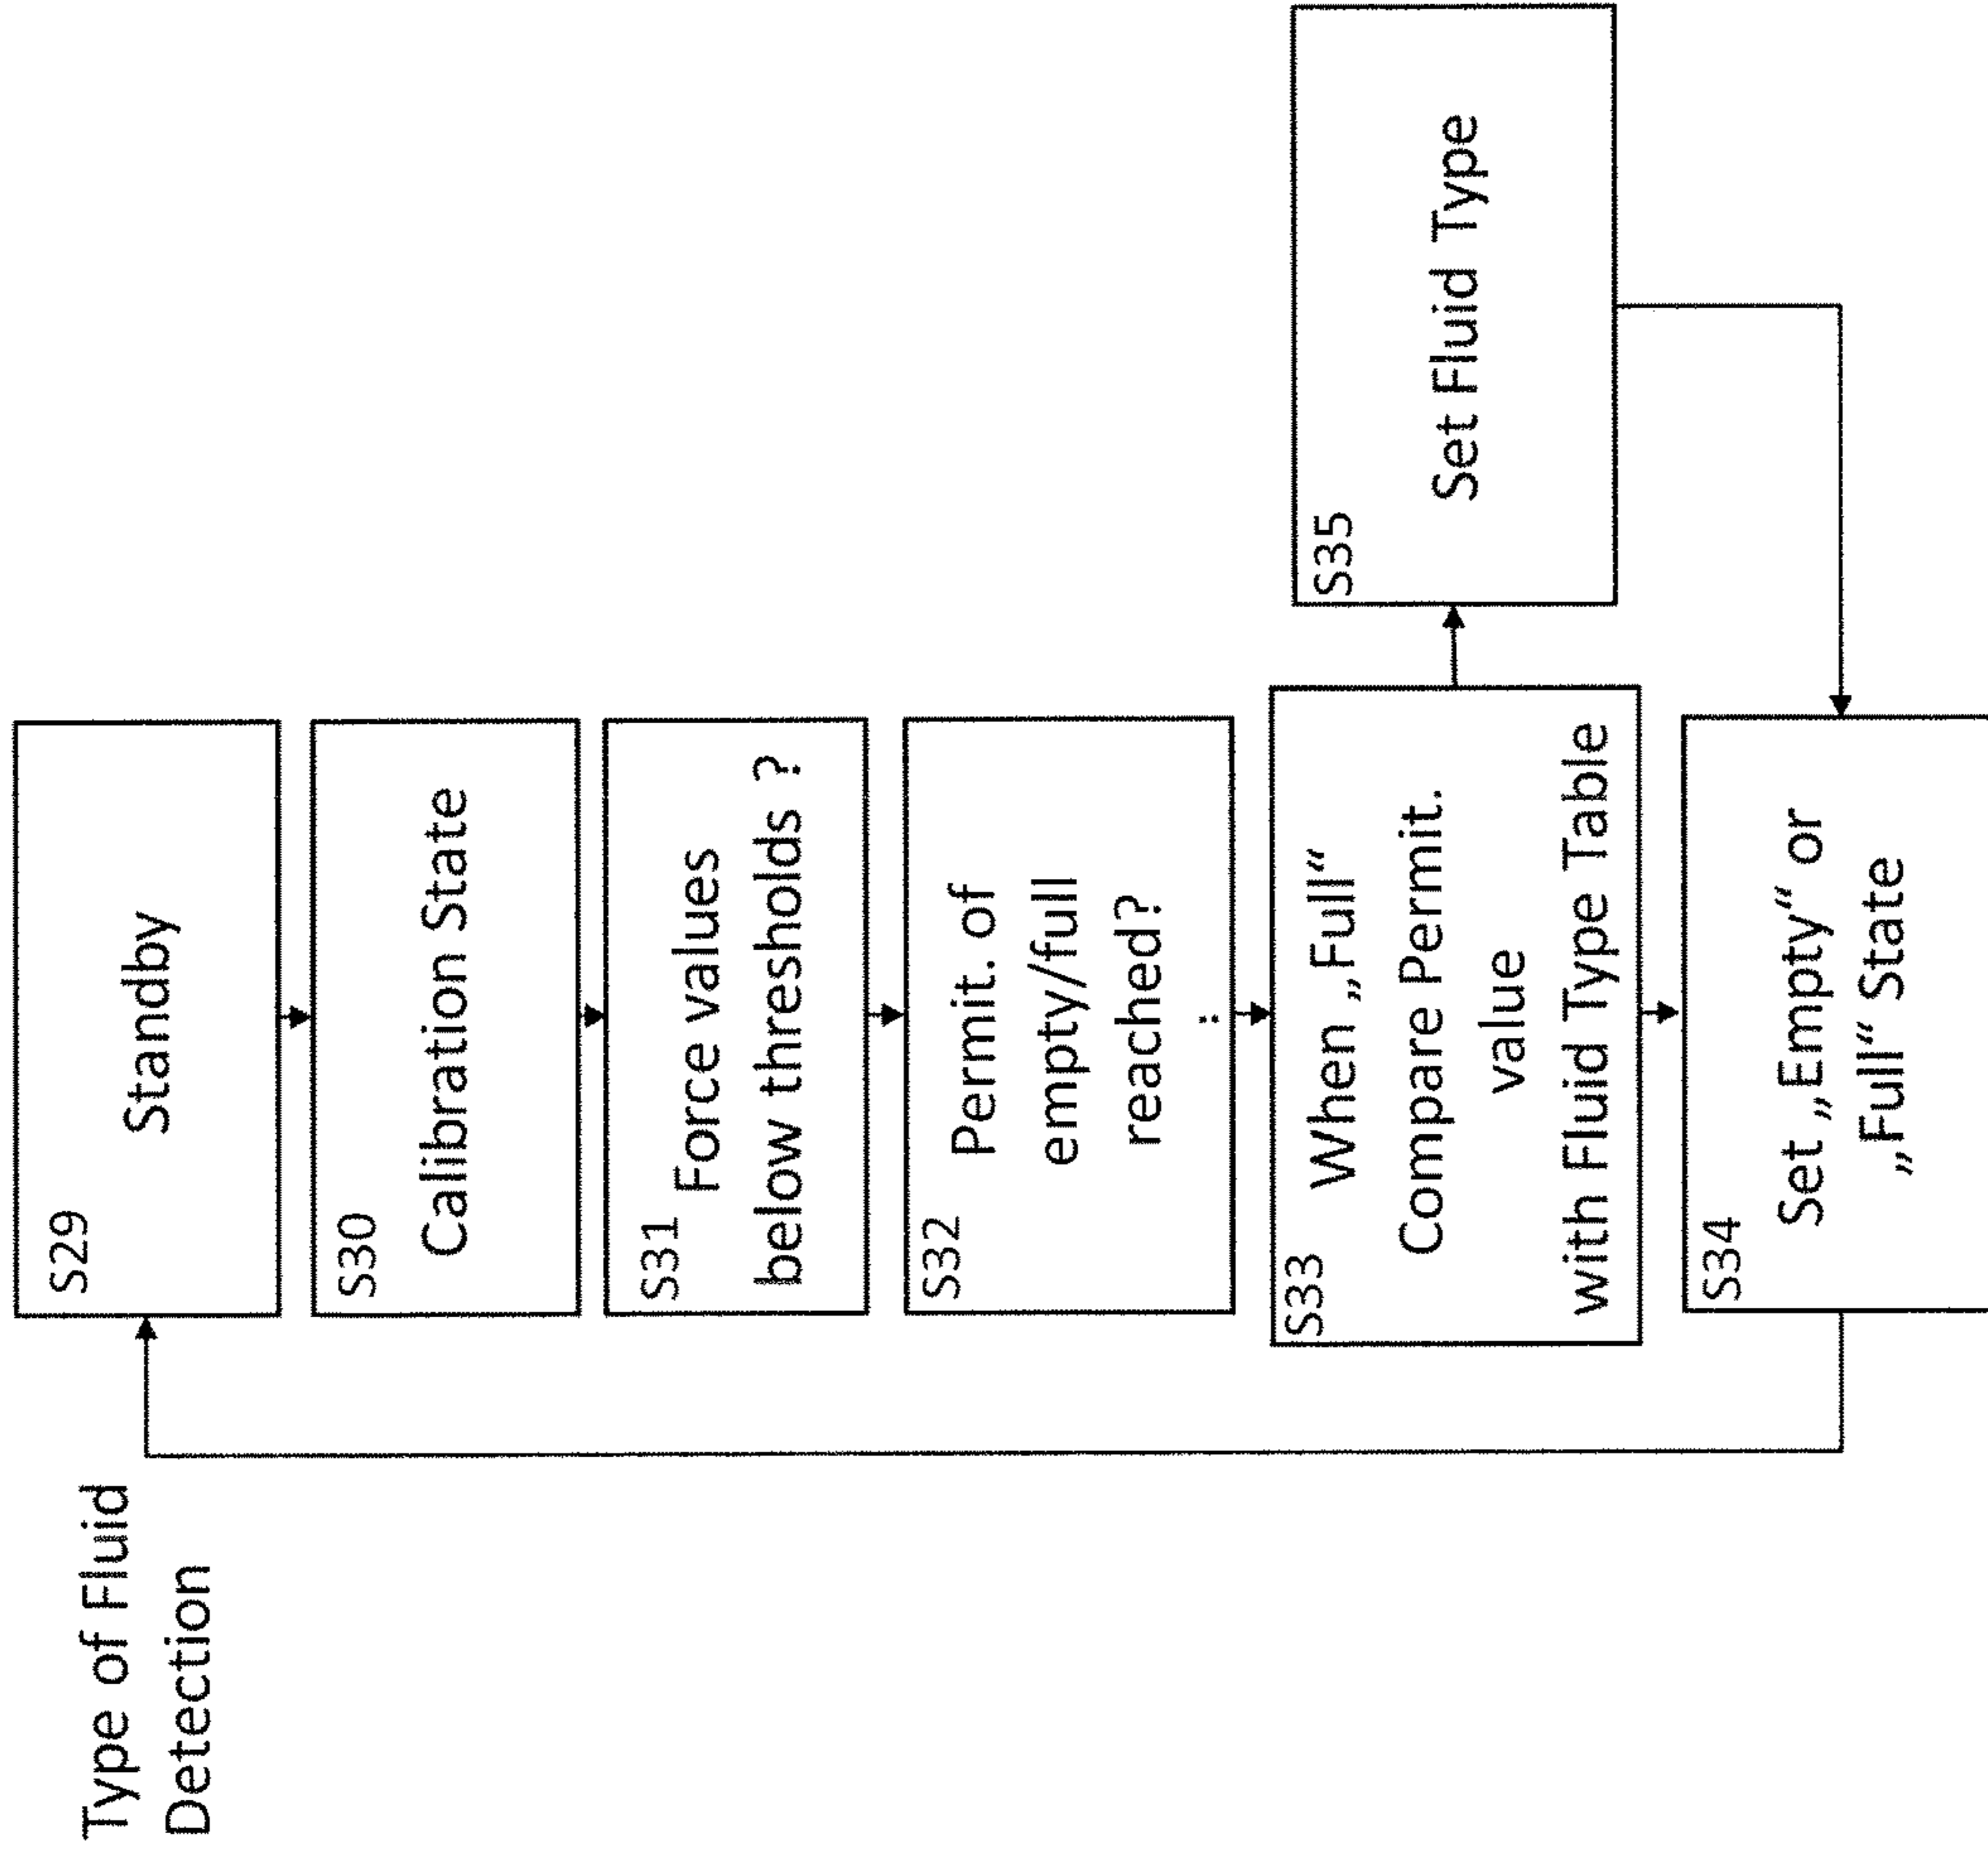 Type of Fluid
Detection
S29
Standby
S30
Calibration State
S31
Force values
below thresholds ?
S32
Permit. of
empty/full
reached?
:
S33
When „Full“
Compare Permit.
value
with Fluid Type Table
S34
Set „Empty“ or
„Full“ State
S35
Set Fluid Type